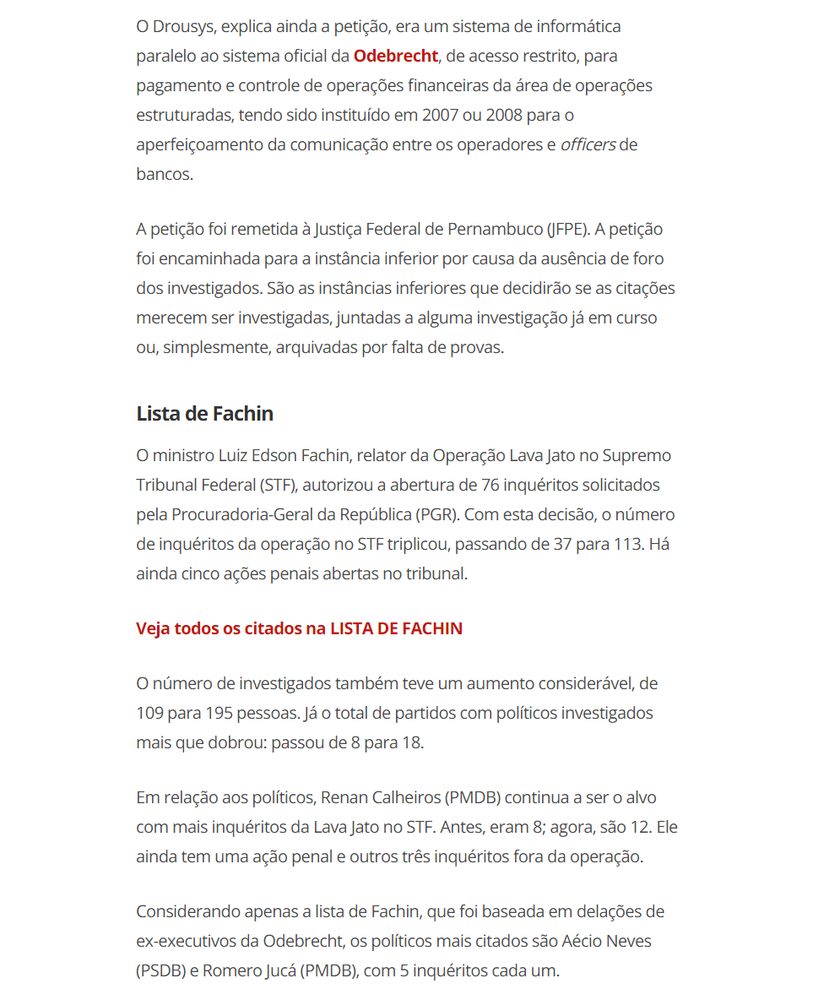 O Drousys, explica ainda a petição, era um sistema de informática
paralelo ao sistema oficial da Odebrecht, de acesso restrito, para
pagamento e controle de operações financeiras da área de operações
estruturadas, tendo sido instituído em 2007 ou 2008 para o
aperfeiçoamento da comunicação entre os operadores e officers de
bancos.
A petição foi remetida à Justiça Federal de Pernambuco (JFPE). A petição
foi encaminhada para a instância inferior por causa da ausência de foro
dos investigados. São as instâncias inferiores que decidirão se as citações
merecem ser investigadas, juntadas a alguma investigação já em curso
ou, simplesmente, arquivadas por falta de provas.
Lista de Fachin
O ministro Luiz Edson Fachin, relator da Operação Lava Jato no Supremo
Tribunal Federal (STF), autorizou a abertura de 76 inquéritos solicitados
pela Procuradoria-Geral da República (PGR). Com esta decisão, o número
de inquéritos da operação no STF triplicou, passando de 37 para 113. Há
ainda cinco ações penais abertas no tribunal.
Veja todos os citados na LISTA DE FACHIN
O número de investigados também teve um aumento considerável, de
109 para 195 pessoas. Já o total de partidos com políticos investigados
mais que dobrou: passou de 8 para 18.
Em relação aos políticos, Renan Calheiros (PMDB) continua a ser o alvo
com mais inquéritos da Lava Jato no STF. Antes, eram 8; agora, são 12. Ele
ainda tem uma ação penal e outros três inquéritos fora da operação.
Considerando apenas a lista de Fachin, que foi baseada em delações de
ex-executivos da Odebrecht, os políticos mais citados são Aécio Neves
(PSDB) e Romero Jucá (PMDB), com 5 inquéritos cada um.